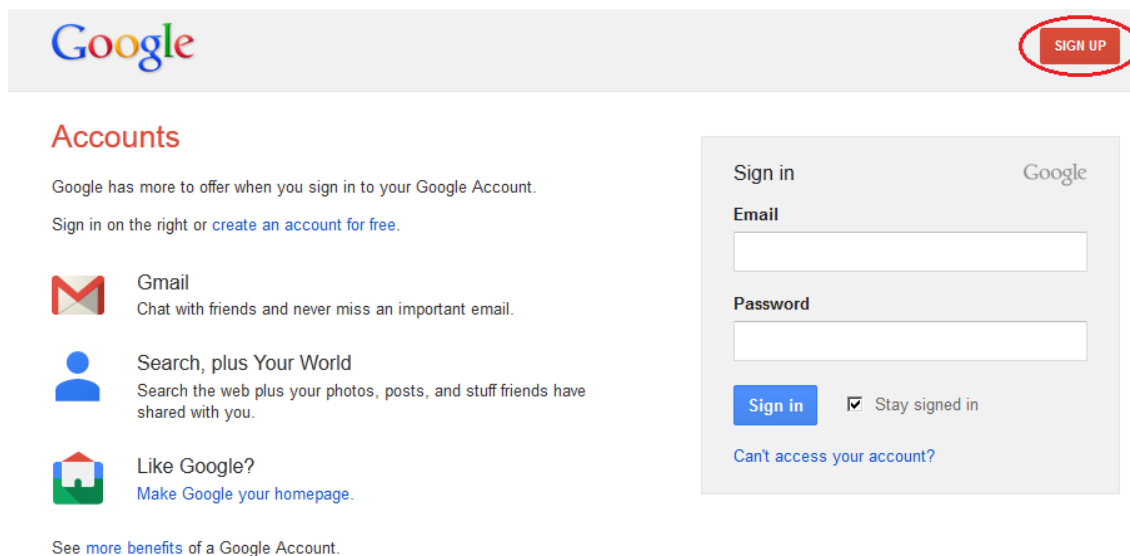 Google
SIGN UP
Accounts
Google has more to offer when you sign in to your Google Account.
Sign in on the right or create an account for free.
Gmail
Chat with friends and never miss an important email.
Search, plus Your World
Search the web plus your photos, posts, and stuff friends have
shared with you.
Like Google?
Make Google your homepage.
See more benefits of a Google Account.
Sign in Google
Email
Password
Sign in Stay signed in
Can't access your account?